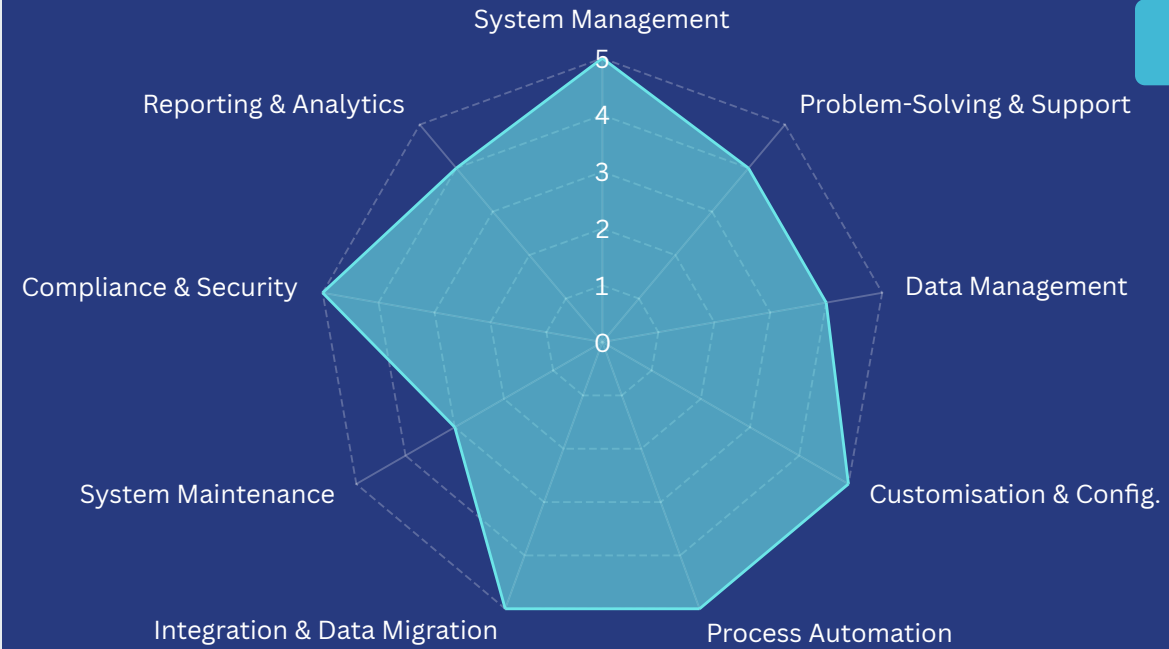 System Management
5
Reporting & Analytics
Problem-Solving & Support
4
3
2
Compliance & Security
1
Data Management
0
System Maintenance
Customisation & Config.
Integration & Data Migration
Process Automation